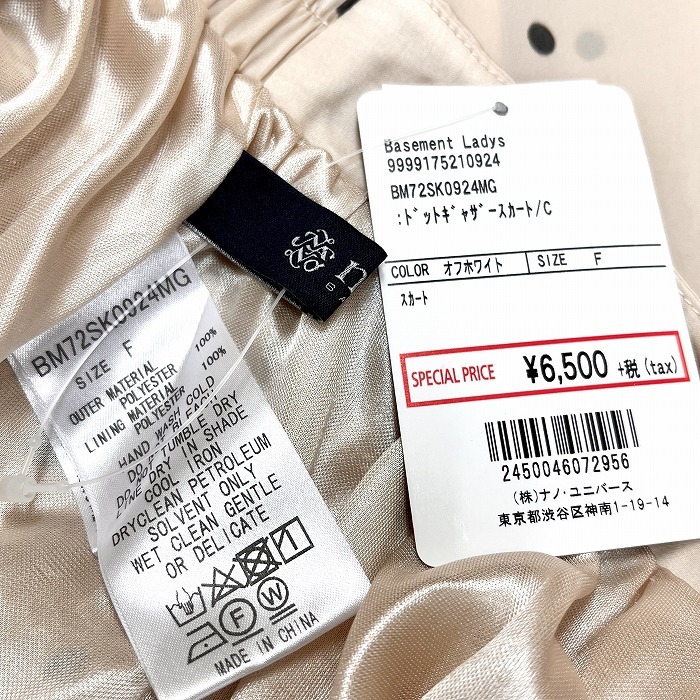 Basement Ladys
9999175210924
BM72SK0924MG
:ﾄﾞｯﾄｷﾞｬｻﾞｰｽｶｰﾄ/C
COLOR オフホワイト SIZE F
ｽｶｰﾄ
SPECIAL PRICE ¥6,500 +税(tax)
2450046072956
(株)ナノ・ユニバース
東京都渋谷区神南1-19-14
BM72SK0924MG
SIZE F
OUTER MATERIAL
POLYESTER 100%
LINING MATERIAL
POLYESTER 100%
HAND WASH COLD
DO NOT TUMBLE DRY
LINE DRY IN SHADE
COOL IRON
DRYCLEAN PETROLEUM
SOLVENT ONLY
WET CLEAN GENTLE
OR DELICATE
F W
MADE IN CHINA